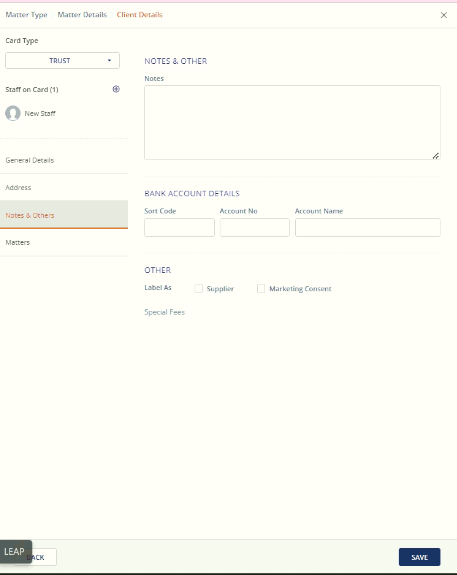 Matter Type Matter Details Client Details
Card Type
TRUST
Staff on Card (1)
New Staff
General Details
Address
Notes & Others
Matters
NOTES & OTHER
Notes
BANK ACCOUNT DETAILS
Sort Code Account No Account Name
OTHER
Label As Supplier Marketing Consent
Special Fees
LEAP
SAVE